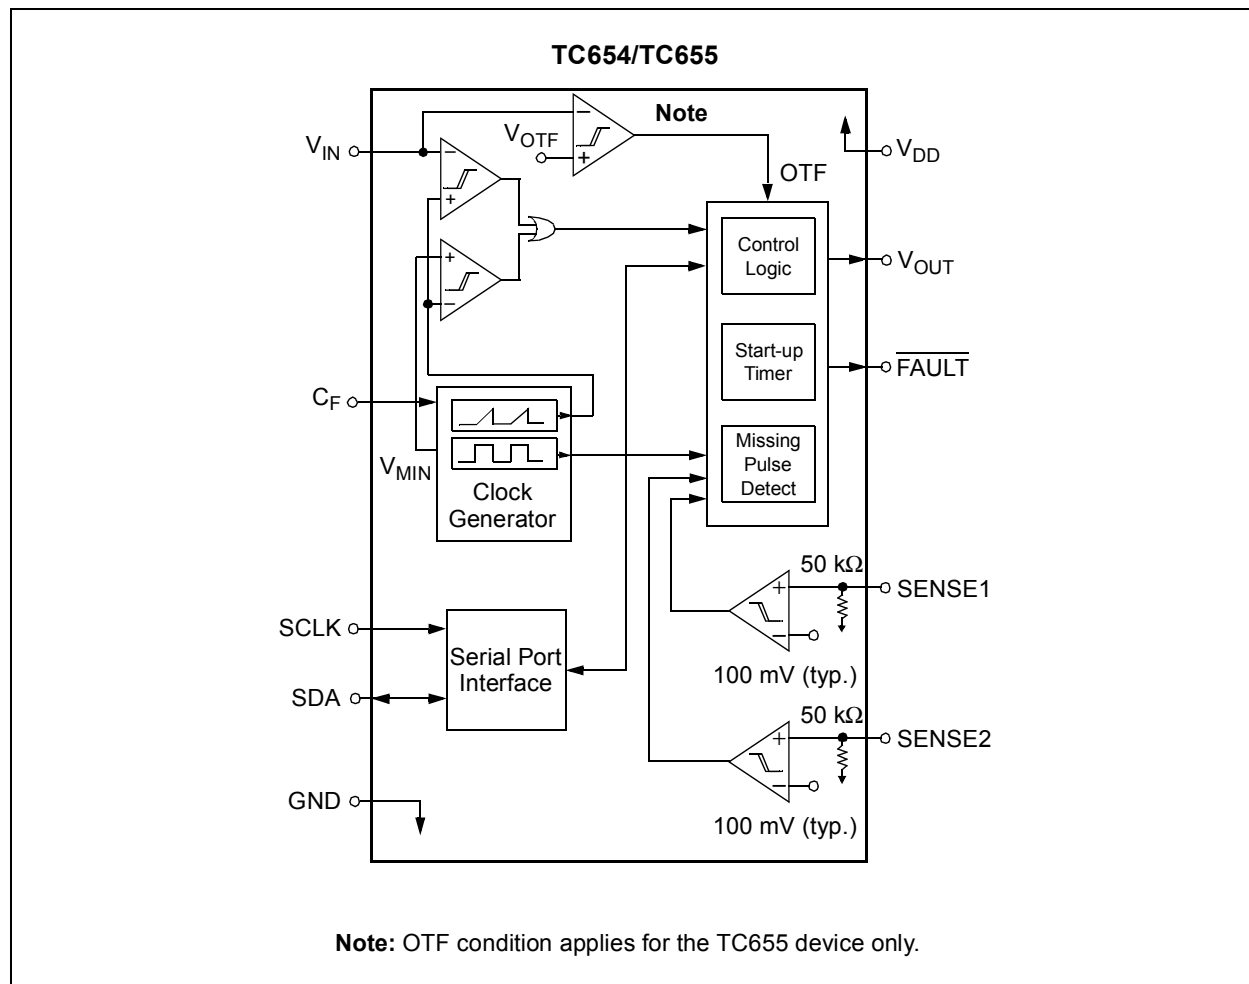 TC654/TC655
Note
VIN
VOTF
−
+
OTF
VDD
−
+
+
−
Control
Logic
VOUT
Start-up
Timer
FAULT
CF
VMIN
Clock
Generator
Missing
Pulse
Detect
50 kΩ
+
−
SENSE1
100 mV (typ.)
SCLK
SDA
Serial Port
Interface
50 kΩ
+
−
SENSE2
100 mV (typ.)
GND
Note: OTF condition applies for the TC655 device only.